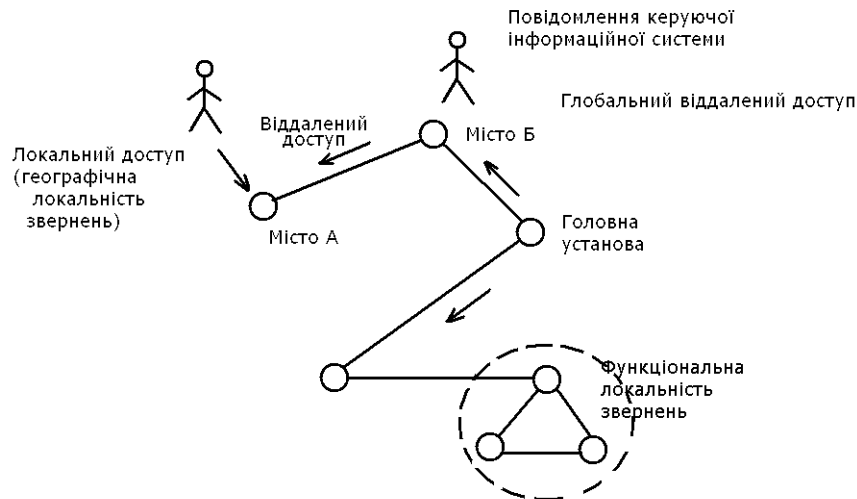 Повідомлення керуючої
інформаційної системи
Глобальний віддалений доступ
Віддалений
доступ
Місто Б
Локальний доступ
(географічна
локальність
звернень)
Місто А
Головна
установа
Функціональна
локальність
звернень